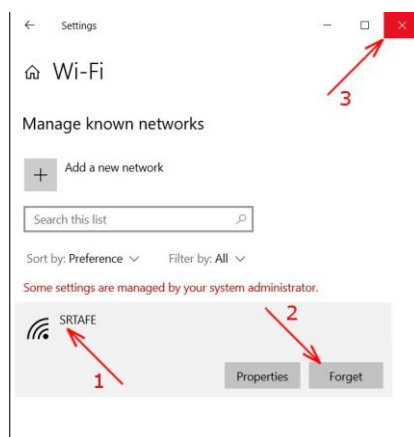 Settings
Wi-Fi
3
Manage known networks
Add a new network
Search this list
Sort by: Preference Filter by: All
Some settings are managed by your system administrator.
SRTAFE
2
1
Properties Forget